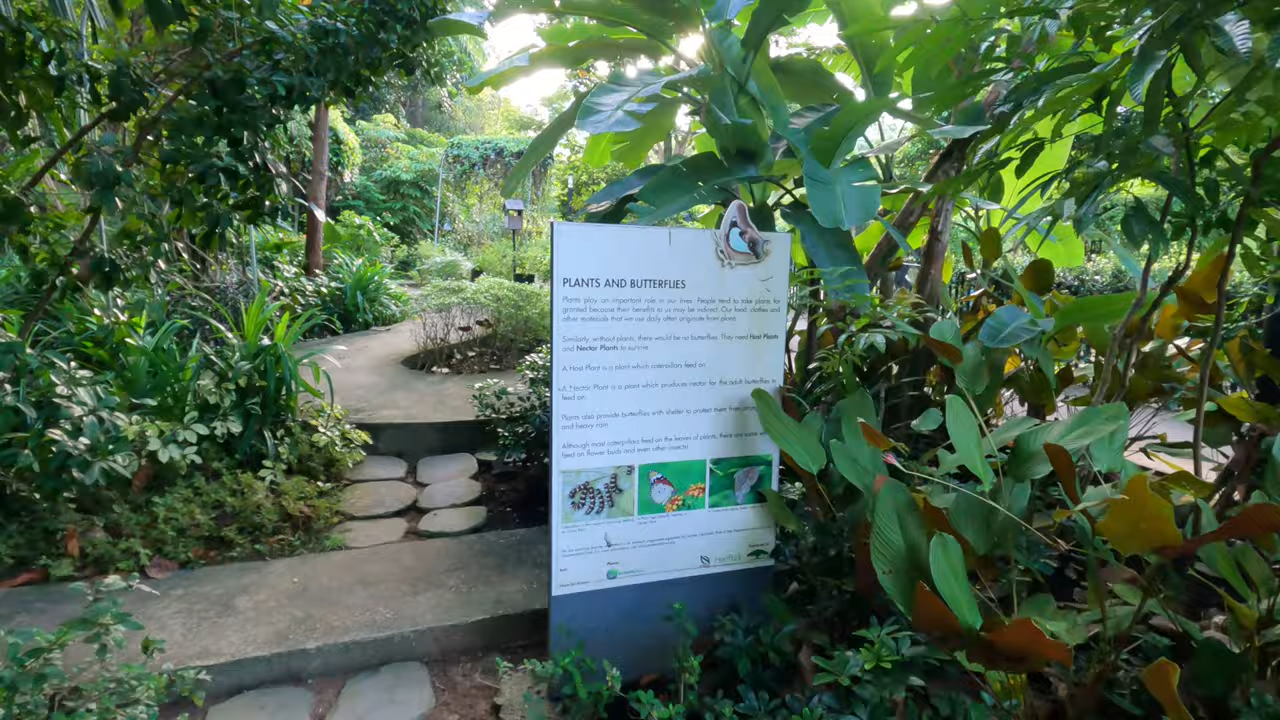 PLANTS AND BUTTERFLIES
Plants play an important role in our lives. People tend to take plants for
granted because their benefits to us may be indirect. Our food, clothes and
other materials that we use daily often originate from plants.
Similarly, without plants, there would be no butterflies. They need Host Plants
and Nectar Plants to survive.
A Host Plant is a plant which caterpillars feed on.
A Nectar Plant is a plant which produces nectar for the adult butterflies to
feed on.
Plants also provide butterflies with shelter to protect them from
and heavy rain.
Although most caterpillars feed on the leaves of plants, there are some
feed on flower buds and even other insects!